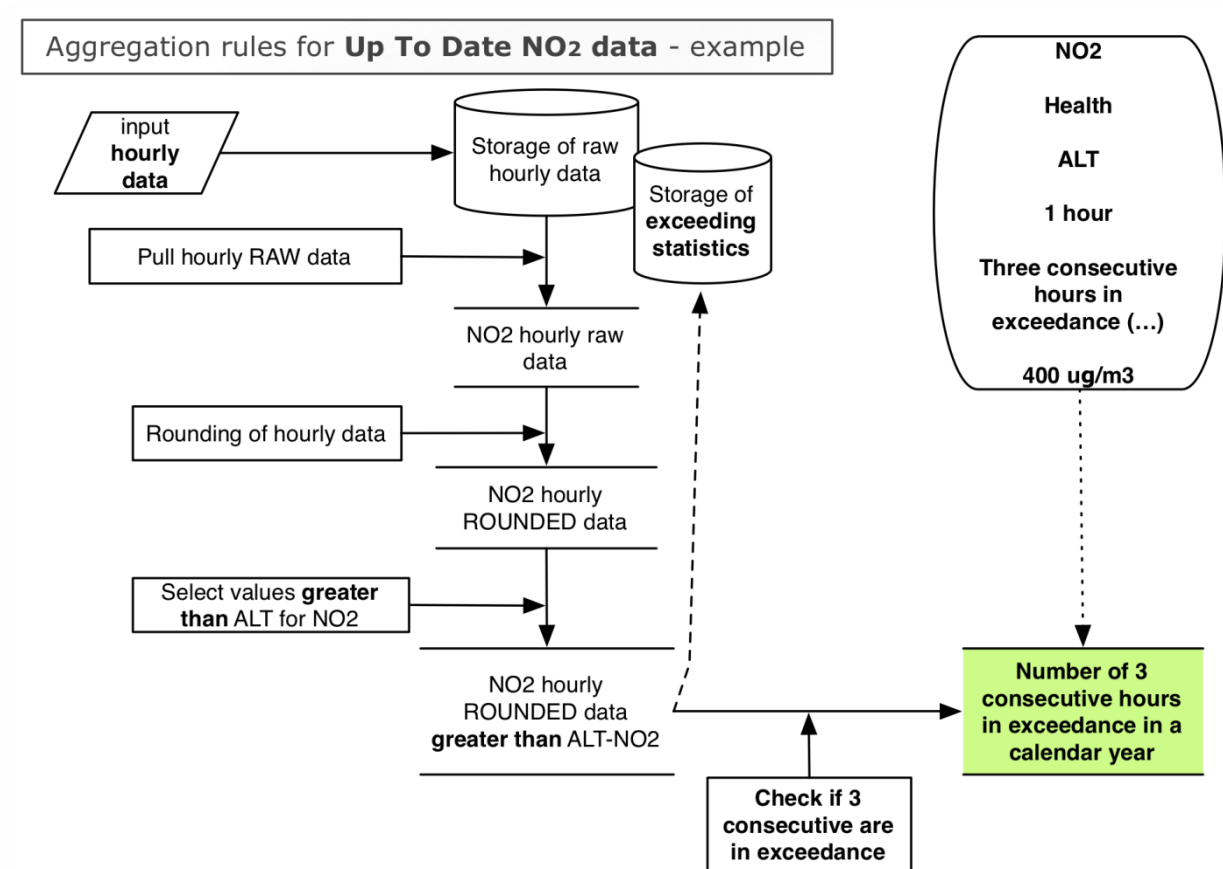 Aggregation rules for Up To Date NO2 data - example
input
hourly
data
Storage of raw
hourly data
Storage of
exceeding
statistics
Pull hourly RAW data
NO2 hourly raw
data
Rounding of hourly data
NO2 hourly
ROUNDED data
Select values greater
than ALT for NO2
NO2 hourly
ROUNDED data
greater than ALT-NO2
Check if 3
consecutive are
in exceedance
NO2
Health
ALT
1 hour
Three consecutive
hours in
exceedance (...)
400 ug/m3
Number of 3
consecutive hours
in exceedance in a
calendar year